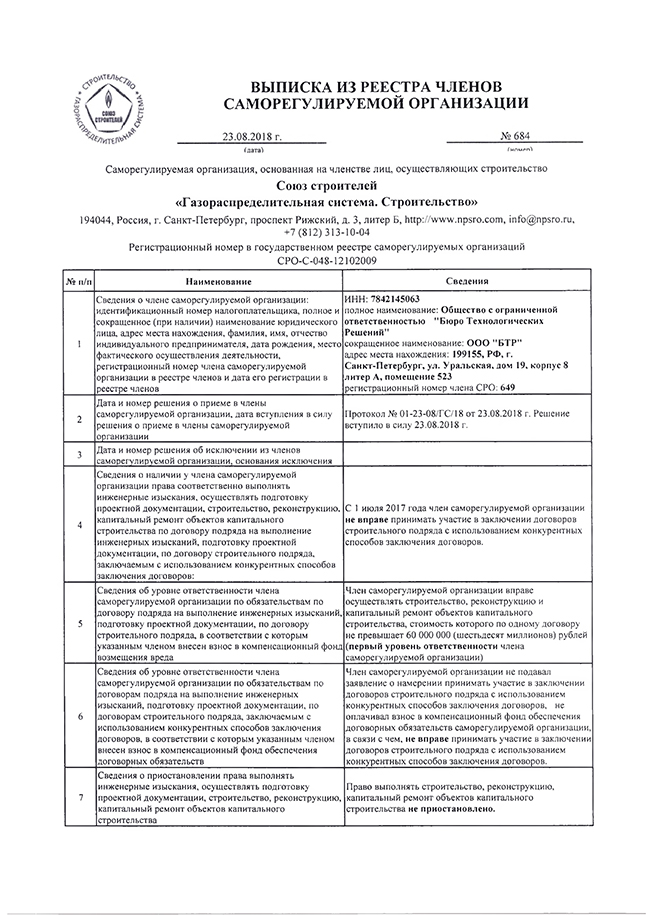 СТРОИТЕЛЬСТВО
ГАЗОРАСПРЕДЕЛИТЕЛЬНАЯ СИСТЕМА
СОЮЗ
СТРОИТЕЛЕЙ
ВЫПИСКА ИЗ РЕЕСТРА ЧЛЕНОВ
САМОРЕГУЛИРУЕМОЙ ОРГАНИЗАЦИИ
23.08.2018 г. № 684
(дата) (номер)
Саморегулируемая организация, основанная на членстве лиц, осуществляющих строительство
Союз строителей
«Газораспределительная система. Строительство»
194044, Россия, г. Санкт-Петербург, проспект Рижский, д. 3, литер Б, http://www.npsro.com, info@npsro.ru,
+7 (812) 313-10-04
Регистрационный номер в государственном реестре саморегулируемых организаций
СРО-С-048-12102009
№ п/п Наименование Сведения
1
Сведения о члене саморегулируемой организации:
идентификационный номер налогоплательщика, полное и
сокращенное (при наличии) наименование юридического
лица, адрес места нахождения, фамилия, имя, отчество
индивидуального предпринимателя, дата рождения, место
фактического осуществления деятельности,
регистрационный номер члена саморегулируемой
организации в реестре членов и дата его регистрации в
реестре членов
ИНН: 7842145063
полное наименование: Общество с ограниченной
ответственностью "Бюро Технологических
Решений"
сокращенное наименование: ООО "БТР"
адрес места нахождения: 199155, РФ, г.
Санкт-Петербург, ул. Уральская, дом 19, корпус 8
литер А, помещение 523
регистрационный номер члена СРО: 649
2
Дата и номер решения о приеме в члены
саморегулируемой организации, дата вступления в силу
решения о приеме в члены саморегулируемой
организации
Протокол № 01-23-08/ГС/18 от 23.08.2018 г. Решение
вступило в силу 23.08.2018 г.
3
Дата и номер решения об исключении из членов
саморегулируемой организации, основания исключения
4
Сведения о наличии у члена саморегулируемой
организации права соответственно выполнять
инженерные изыскания, осуществлять подготовку
проектной документации, строительство, реконструкцию,
капитальный ремонт объектов капитального
строительства по договору подряда на выполнение
инженерных изысканий, подготовку проектной
документации, по договору строительного подряда,
заключаемым с использованием конкурентных способов
заключения договоров:
С 1 июля 2017 года член саморегулируемой организации
не вправе принимать участие в заключении договоров
строительного подряда с использованием конкурентных
способов заключения договоров.
5
Сведения об уровне ответственности члена
саморегулируемой организации по обязательствам по
договору подряда на выполнение инженерных изысканий,
подготовку проектной документации, по договору
строительного подряда, в соответствии с которым
указанным членом внесен взнос в компенсационный фонд
возмещения вреда
Член саморегулируемой организации вправе
осуществлять строительство, реконструкцию и
капитальный ремонт объектов капитального
строительства, стоимость которого по одному договору
не превышает 60 000 000 (шестьдесят миллионов) рублей
(первый уровень ответственности члена
саморегулируемой организации)
6
Сведения об уровне ответственности члена
саморегулируемой организации по обязательствам по
договорам подряда на выполнение инженерных
изысканий, подготовку проектной документации, по
договорам строительного подряда, заключаемым с
использованием конкурентных способов заключения
договоров, в соответствии с которым указанным членом
внесен взнос в компенсационный фонд обеспечения
договорных обязательств
Член саморегулируемой организации не подавал
заявление о намерении принимать участие в заключении
договоров строительного подряда с использованием
конкурентных способов заключения договоров, не
оплачивал взнос в компенсационный фонд обеспечения
договорных обязательств саморегулируемой организации,
в связи с чем, не вправе принимать участие в заключении
договоров строительного подряда с использованием
конкурентных способов заключения договоров.
7
Сведения о приостановлении права выполнять
инженерные изыскания, осуществлять подготовку
проектной документации, строительство, реконструкцию,
капитальный ремонт объектов капитального
строительства
Право выполнять строительство, реконструкцию,
капитальный ремонт объектов капитального
строительства не приостановлено.